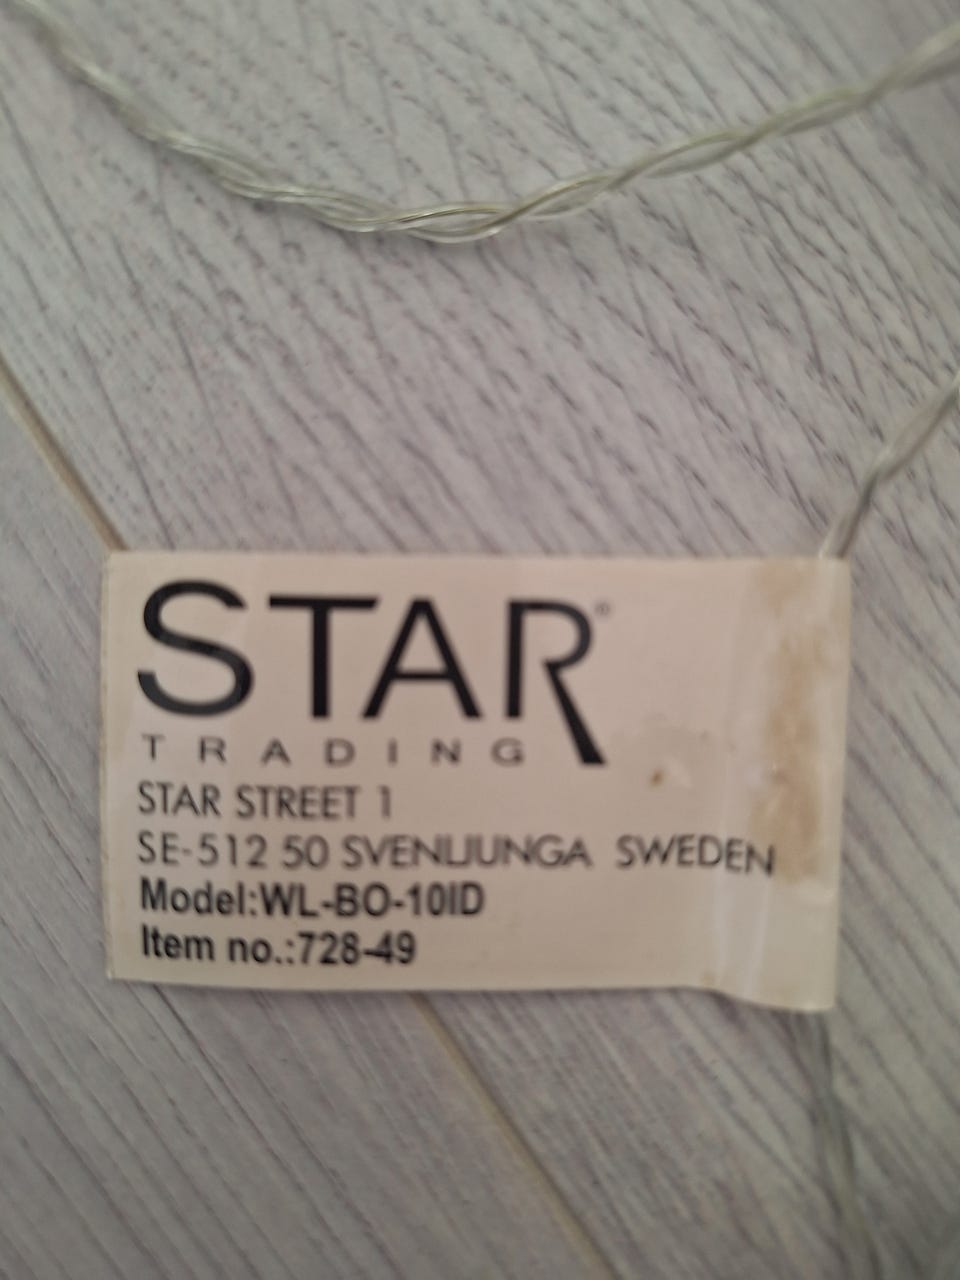 STAR®
TRADING
STAR STREET 1
SE-512 50 SVENLJUNGA SWEDEN
Model:WL-BO-10ID
Item no.:728-49